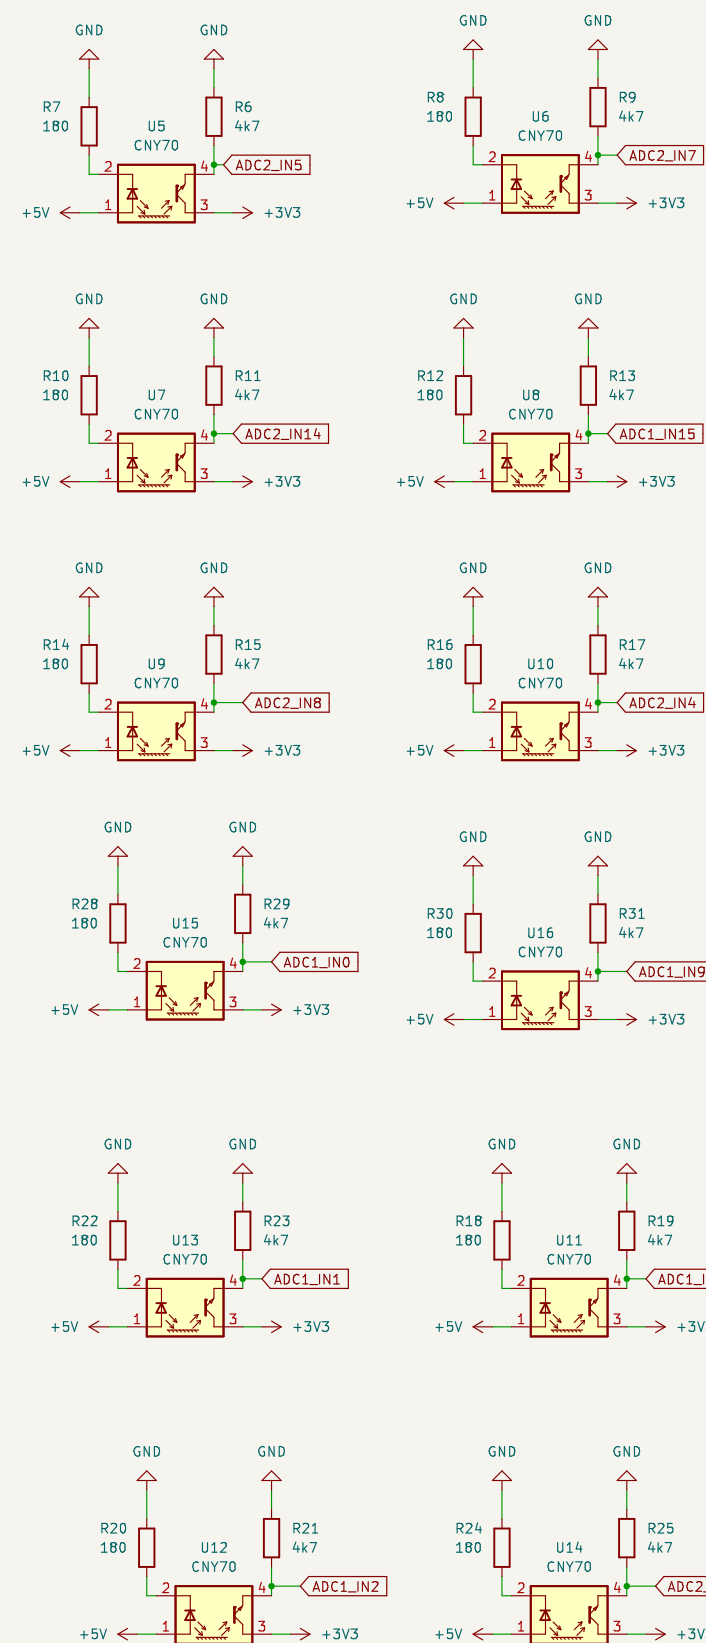 GND GND
R7 180
R6 4k7
U5 CNY70
2 4 ADC2_IN5
+5V 1 3 +3V3
GND GND
R8 180
R9 4k7
U6 CNY70
2 4 ADC2_IN7
+5V 1 3 +3V3
GND GND
R10 180
R11 4k7
U7 CNY70
2 4 ADC2_IN14
+5V 1 3 +3V3
GND GND
R12 180
R13 4k7
U8 CNY70
2 4 ADC1_IN15
+5V 1 3 +3V3
GND GND
R14 180
R15 4k7
U9 CNY70
2 4 ADC2_IN8
+5V 1 3 +3V3
GND GND
R16 180
R17 4k7
U10 CNY70
2 4 ADC2_IN4
+5V 1 3 +3V3
GND GND
R28 180
R29 4k7
U15 CNY70
2 4 ADC1_IN0
+5V 1 3 +3V3
GND GND
R30 180
R31 4k7
U16 CNY70
2 4 ADC1_IN9
+5V 1 3 +3V3
GND GND
R22 180
R23 4k7
U13 CNY70
2 4 ADC1_IN1
+5V 1 3 +3V3
GND GND
R18 180
R19 4k7
U11 CNY70
2 4 ADC1_I
+5V 1 3 +3V
GND GND
R20 180
R21 4k7
U12 CNY70
2 4 ADC1_IN2
+5V 1 3 +3V3
GND GND
R24 180
R25 4k7
U14 CNY70
2 4 ADC2_
+5V 1 3 +3V